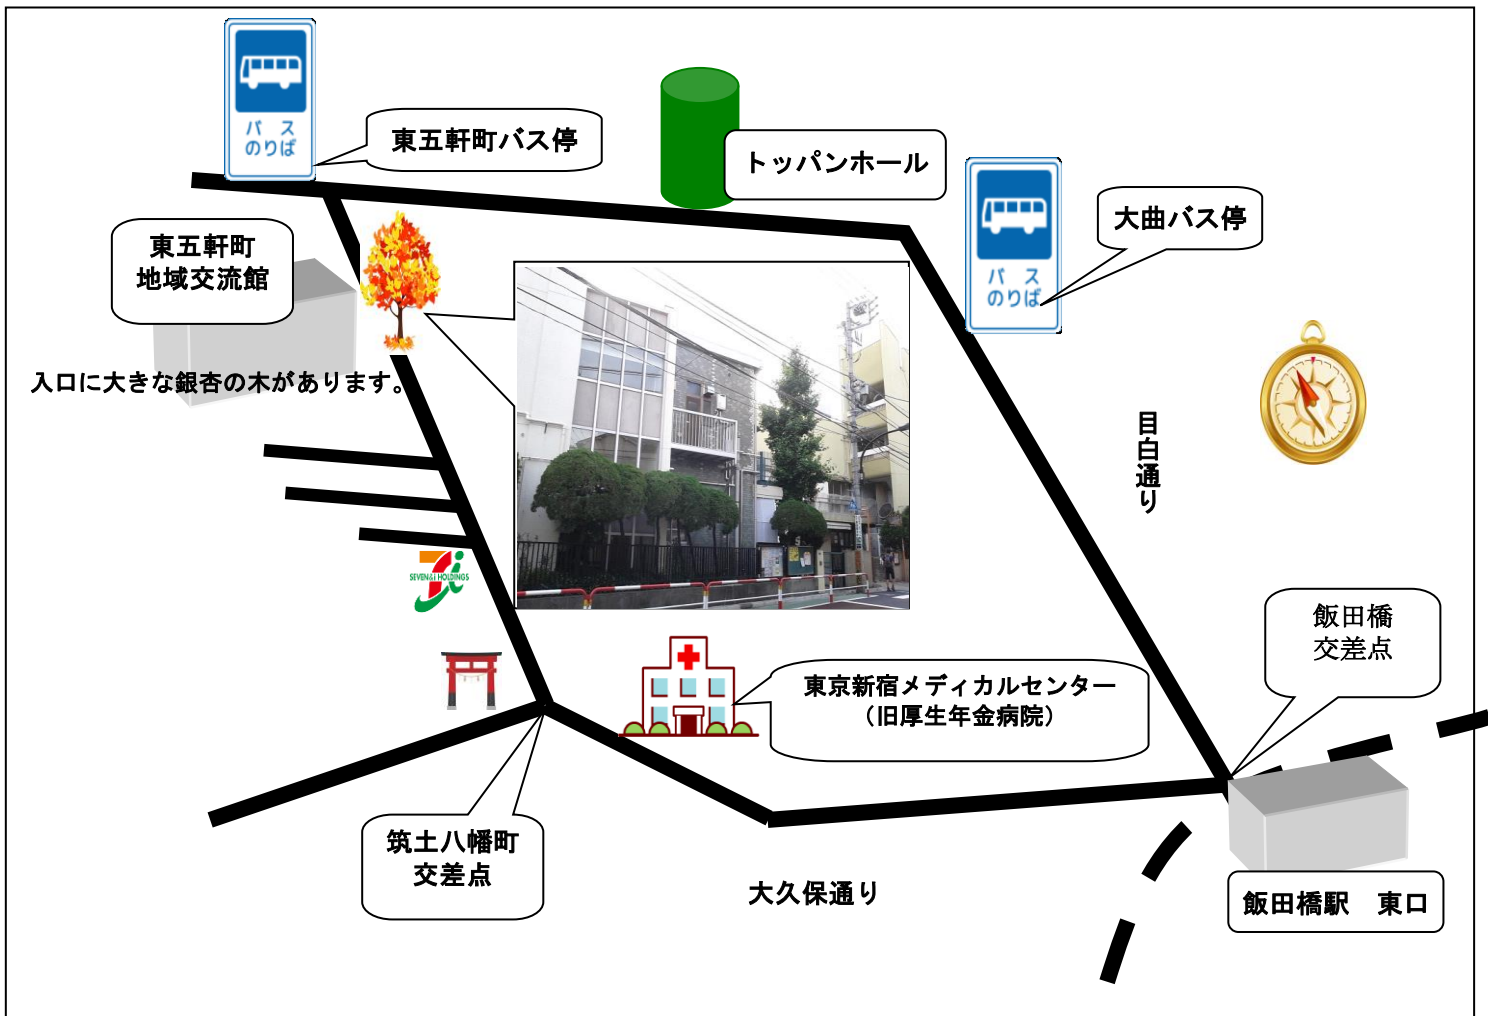 バス
のりば
東五軒町バス停
トッパンホール
バス
のりば
大曲バス停
東五軒町
地域交流館
入口に大きな銀杏の木があります。
目白通り
SEVEN&i HOLDINGS
飯田橋
交差点
東京新宿メディカルセンター
（旧厚生年金病院）
筑土八幡町
交差点
大久保通り
飯田橋駅　東口